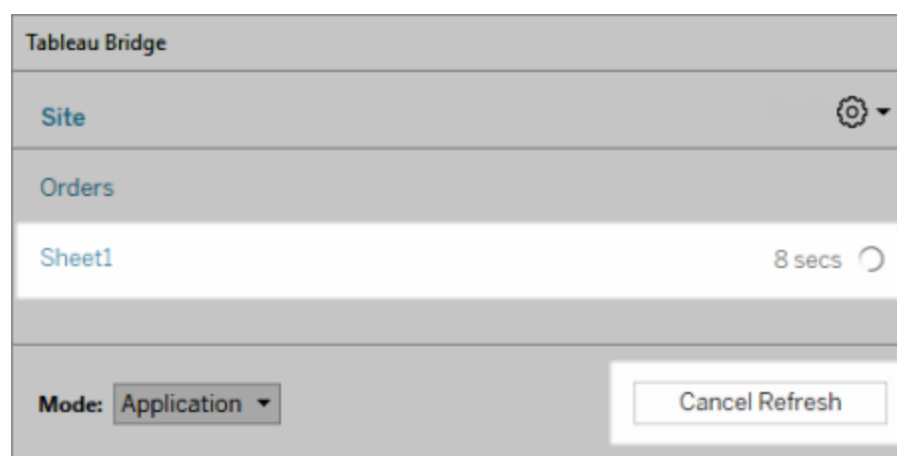 Tableau Bridge
Site
Orders
Sheet1 8 secs
Mode: Application Cancel Refresh